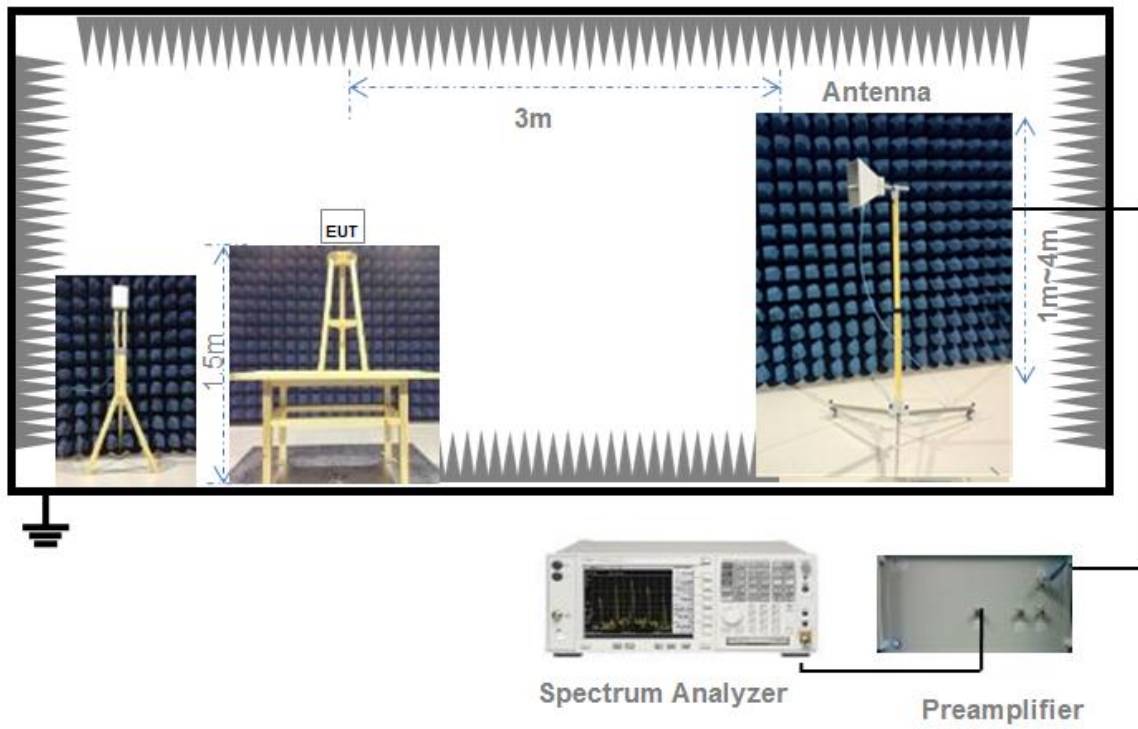 Antenna
3m
EUT
1.5m
1m~4m
Spectrum Analyzer
Preamplifier